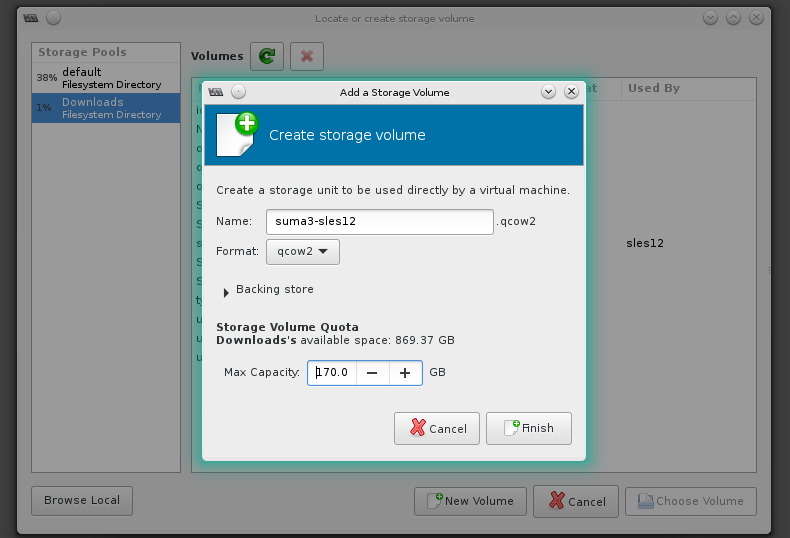 Locate or create storage volume
Storage Pools
38% default
Filesystem Directory
1% Downloads
Filesystem Directory
Volumes
Used By
sles12
Add a Storage Volume
Create storage volume
Create a storage unit to be used directly by a virtual machine.
Name: suma3-sles12 .qcow2
Format: qcow2
Backing store
Storage Volume Quota
Downloads's available space: 869.37 GB
Max Capacity: 170.0 GB
Cancel
Finish
Browse Local
New Volume
Cancel
Choose Volume